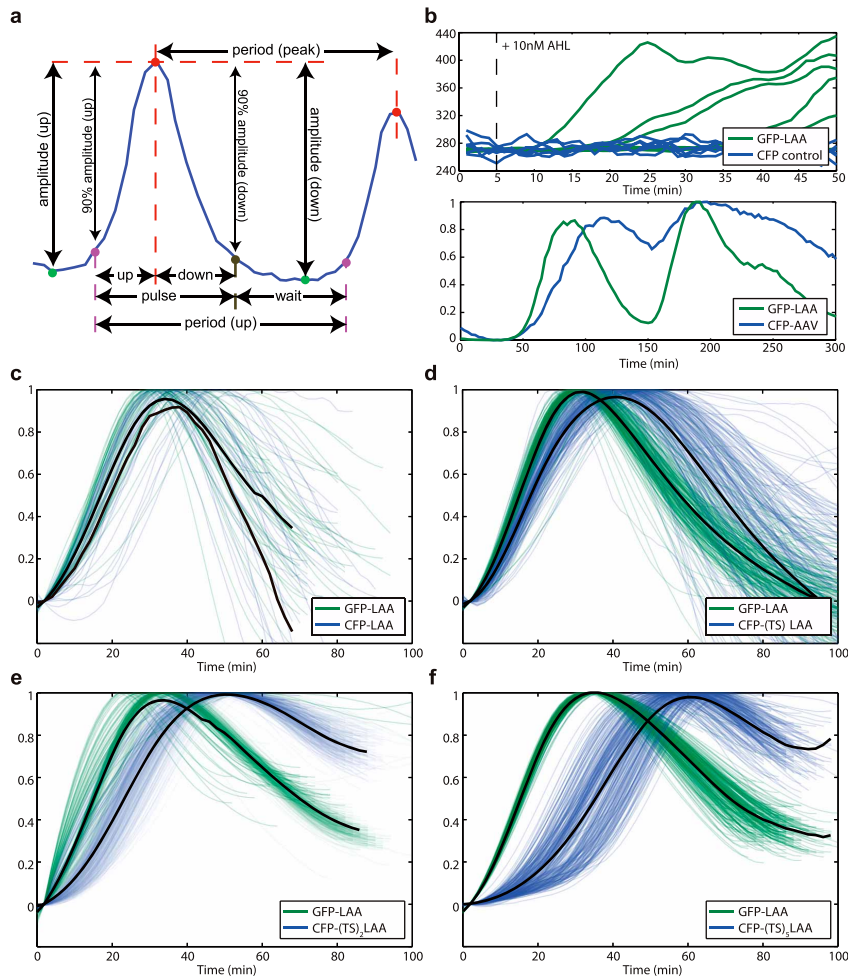 a
period (peak)
amplitude (up)
90% amplitude (up)
90% amplitude (down)
amplitude (down)
up
down
pulse
wait
period (up)
b
440
400
360
320
280
240
+ 10nM AHL
GFP-LAA
CFP control
0
5
10
15
20
25
30
35
40
45
50
Time (min)
1
0.8
0.6
0.4
0.2
0
GFP-LAA
CFP-AAV
0
50
100
150
200
250
300
Time (min)
c
1
0.8
0.6
0.4
0.2
0
GFP-LAA
CFP-LAA
0
20
40
60
80
100
Time (min)
d
1
0.8
0.6
0.4
0.2
0
GFP-LAA
CFP-(TS) LAA
0
20
40
60
80
100
Time (min)
e
1
0.8
0.6
0.4
0.2
0
GFP-LAA
CFP-(TS)₂LAA
0
20
40
60
80
100
Time (min)
f
1
0.8
0.6
0.4
0.2
0
GFP-LAA
CFP-(TS)₅LAA
0
20
40
60
80
100
Time (min)